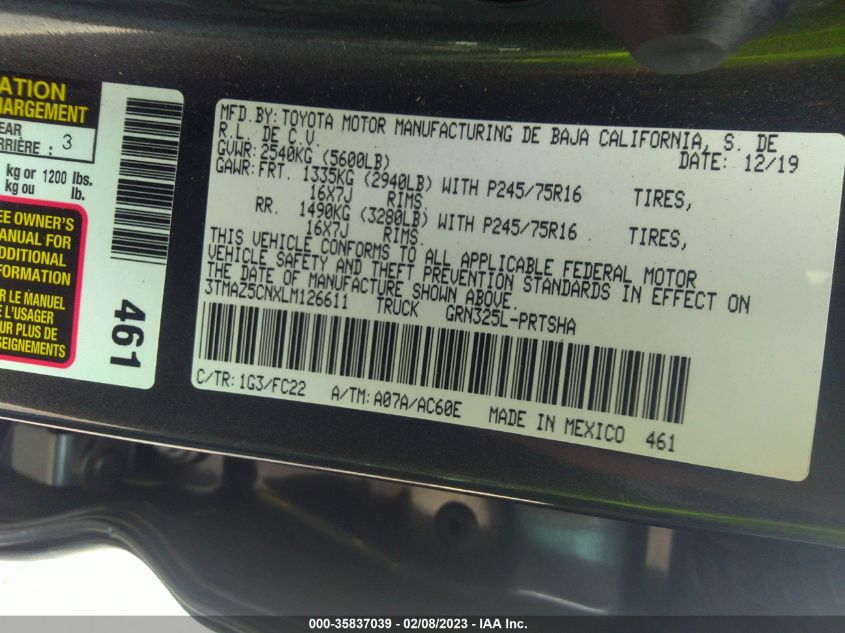 ATION
HARGEMENT
EAR
RRIÈRE : 3
kg or 1200 lbs.
kg ou lb.
EE OWNER'S
ANUAL FOR
DDITIONAL
FORMATION
R LE MANUEL
E L'USAGER
UR PLUS DE
SEIGNEMENTS
461
MFD.BY: TOYOTA MOTOR MANUFACTURING DE BAJA CALIFORNIA, S. DE
R.L. DE C.V. DATE: 12/19
GVWR: 2540KG (5600LB)
GAWR: FRT. 1335KG (2940LB) WITH P245/75R16 TIRES,
16X7J RIMS
RR. 1490KG (3280LB) WITH P245/75R16 TIRES,
16X7J RIMS.
THIS VEHICLE CONFORMS TO ALL APPLICABLE FEDERAL MOTOR
VEHICLE SAFETY AND THEFT PREVENTION STANDARDS IN EFFECT ON
THE DATE OF MANUFACTURE SHOWN ABOVE.
3TMAZ5CNXLM126611 TRUCK GRN325L-PRTSHA
C/TR: 1G3/FC22 A/TM: A07A/AC60E MADE IN MEXICO 461
000-35837039 - 02/08/2023 - IAA Inc.